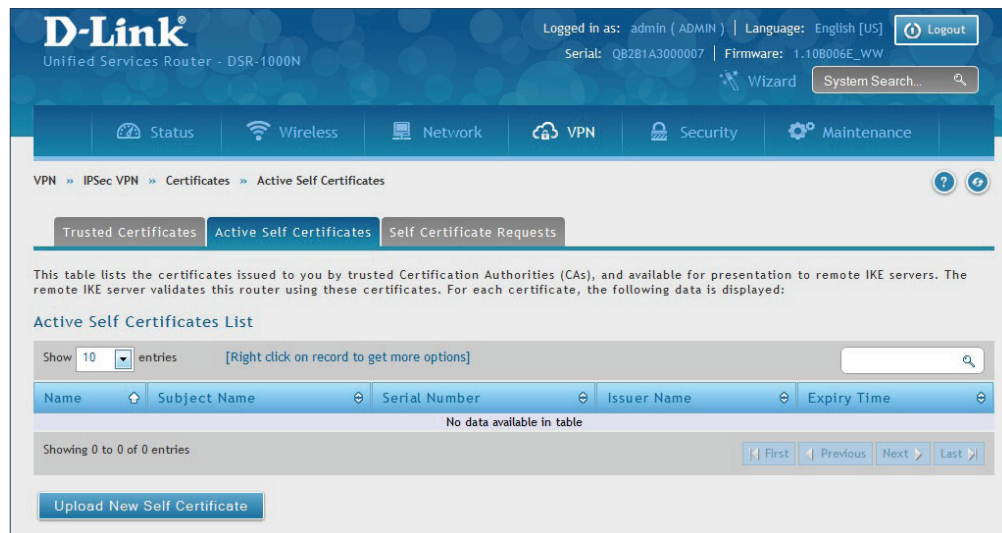 D-Link
Unified Services Router - DSR-1000N
Logged in as: admin ( ADMIN ) | Language: English [US]
Logout
Serial: QB2B1A3000007 | Firmware: 1.10B006E_WW
Wizard
System Search...
Status
Wireless
Network
VPN
Security
Maintenance
VPN » IPSec VPN » Certificates » Active Self Certificates
Trusted Certificates
Active Self Certificates
Self Certificate Requests
This table lists the certificates issued to you by trusted Certification Authorities (CAs), and available for presentation to remote IKE servers. The
remote IKE server validates this router using these certificates. For each certificate, the following data is displayed:
Active Self Certificates List
Show 10 entries
[Right click on record to get more options]
Name
Subject Name
Serial Number
Issuer Name
Expiry Time
No data available in table
Showing 0 to 0 of 0 entries
First
Previous
Next
Last
Upload New Self Certificate